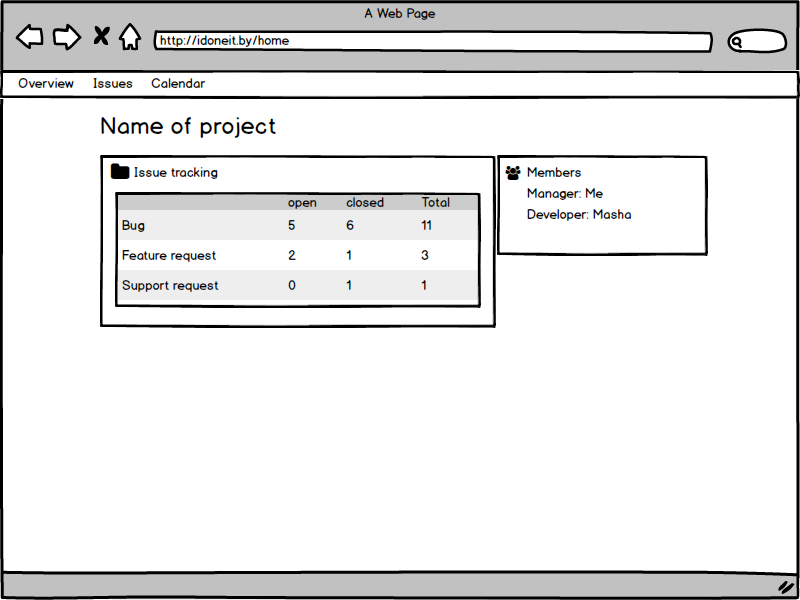 A Web Page
http://idoneit.by/home
Overview Issues Calendar
Name of project
Issue tracking
open closed Total
Bug 5 6 11
Feature request 2 1 3
Support request 0 1 1
Members
Manager: Me
Developer: Masha